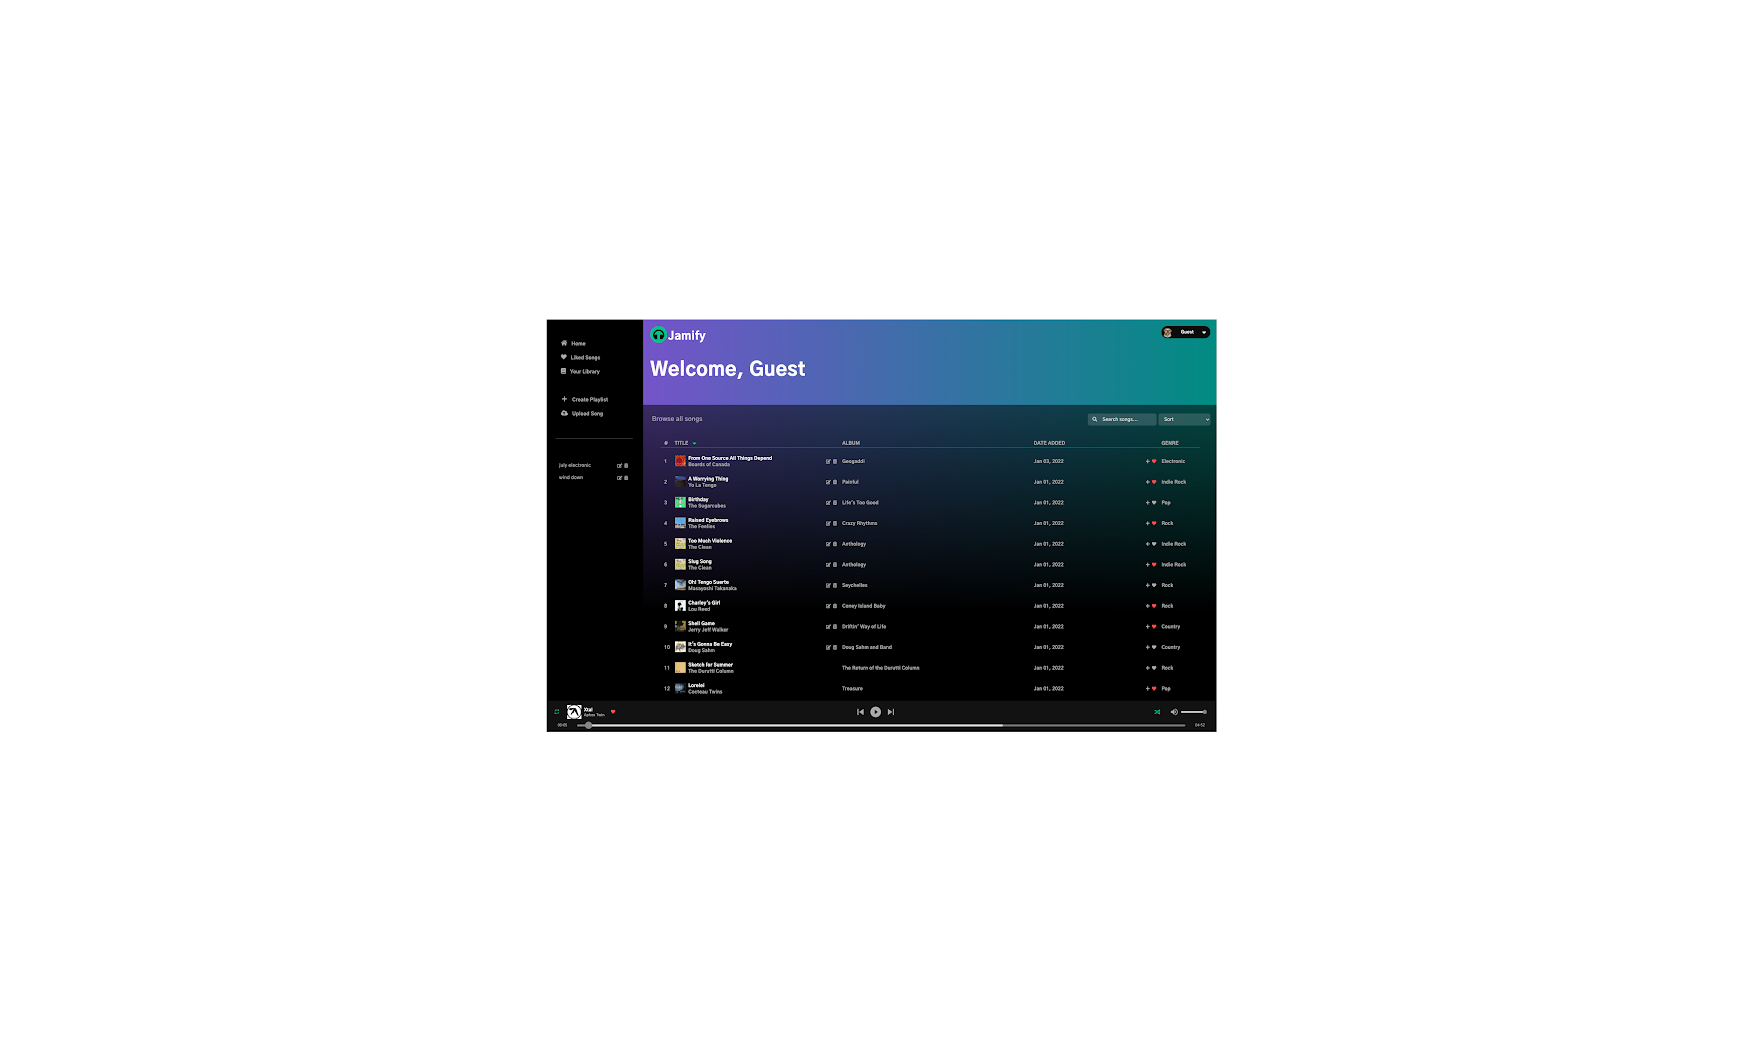 Home
Liked Songs
Your Library
Create Playlist
Upload Song
july electronic
wind down
Jamify
Guest
Welcome, Guest
Browse all songs
Search songs...
Sort
# TITLE ALBUM DATE ADDED GENRE
1 From One Source All Things Depend Geogaddi Jan 03, 2022 Electronic
Boards of Canada
2 A Worrying Thing Painful Jan 01, 2022 Indie Rock
Yo La Tengo
3 Birthday Life's Too Good Jan 01, 2022 Pop
The Sugarcubes
4 Raised Eyebrows Crazy Rhythms Jan 01, 2022 Rock
The Feelies
5 Too Much Violence Anthology Jan 01, 2022 Indie Rock
The Clean
6 Slug Song Anthology Jan 01, 2022 Indie Rock
The Clean
7 Oh! Tengo Suerte Seychelles Jan 01, 2022 Rock
Masayoshi Takanaka
8 Charley's Girl Coney Island Baby Jan 01, 2022 Rock
Lou Reed
9 Shell Game Driftin' Way of Life Jan 01, 2022 Country
Jerry Jeff Walker
10 It's Gonna Be Easy Doug Sahm and Band Jan 01, 2022 Country
Doug Sahm
11 Sketch for Summer The Return of the Durutti Column Jan 01, 2022 Rock
The Durutti Column
12 Lorelei Treasure Jan 01, 2022 Pop
Cocteau Twins
Xtal
Aphex Twin
00:05
04:52